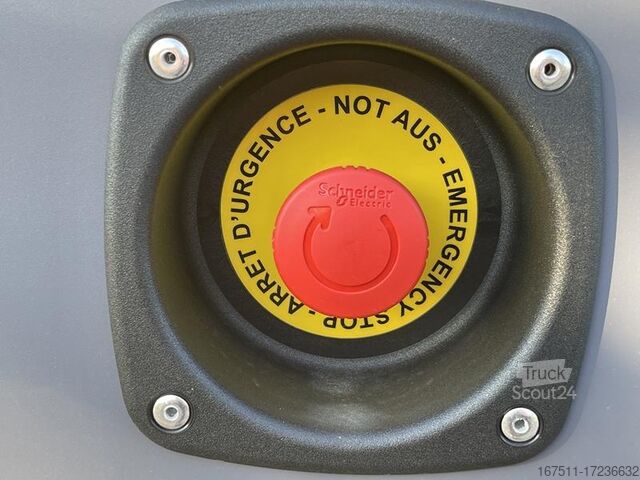 ARRET D'URGENCE - NOT AUS - EMERGENCY STOP -
Schneider
Electric
Truck
Scout24
167511-17236632